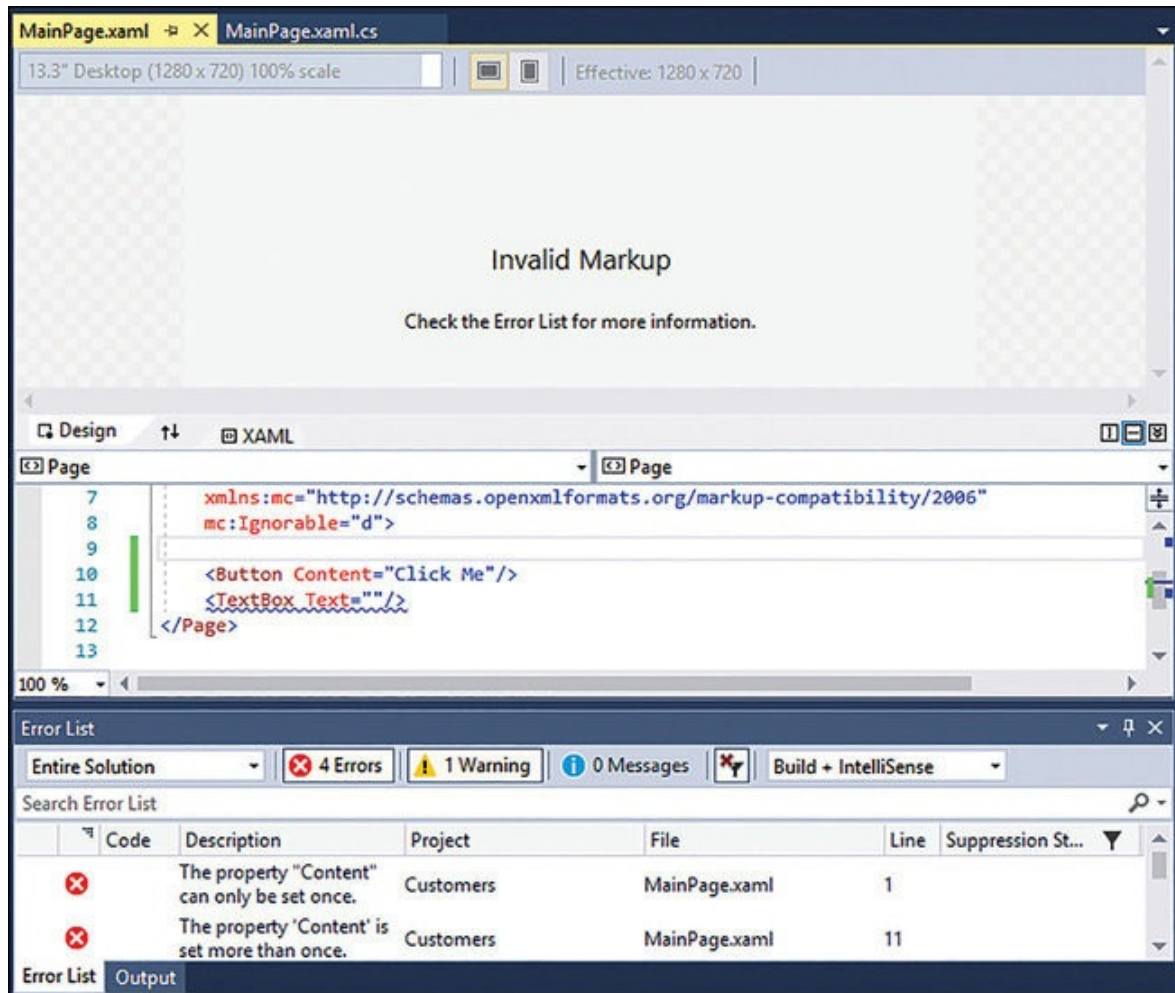 MainPage.xaml MainPage.xaml.cs
13.3" Desktop (1280 x 720) 100% scale Effective: 1280 x 720
Invalid Markup
Check the Error List for more information.
Design XAML
Page Page
7 xmlns:mc="http://schemas.openxmlformats.org/markup-compatibility/2006"
8 mc:Ignorable="d">
9
10 <Button Content="Click Me"/>
11 <TextBox Text=""/>
12 </Page>
13
100 %
Error List
Entire Solution 4 Errors 1 Warning 0 Messages Build + IntelliSense
Search Error List
Code Description Project File Line Suppression St...
The property "Content"
can only be set once. Customers MainPage.xaml 1
The property 'Content' is
set more than once. Customers MainPage.xaml 11
Error List Output